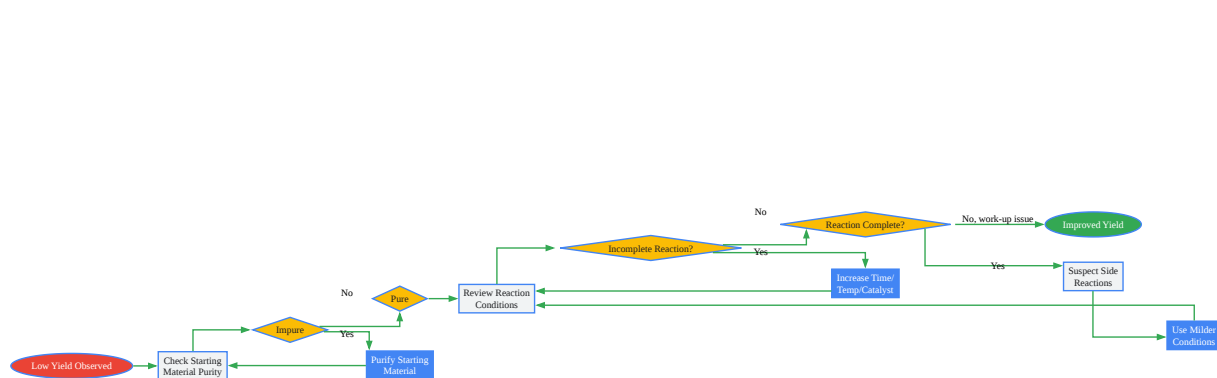 Low Yield Observed
Check Starting
Material Purity
Impure
No
Yes
Pure
Purify Starting
Material
Review Reaction
Conditions
Incomplete Reaction?
No
Yes
Reaction Complete?
Increase Time/
Temp/Catalyst
No, work-up issue
Improved Yield
Yes
Suspect Side
Reactions
Use Milder
Conditions